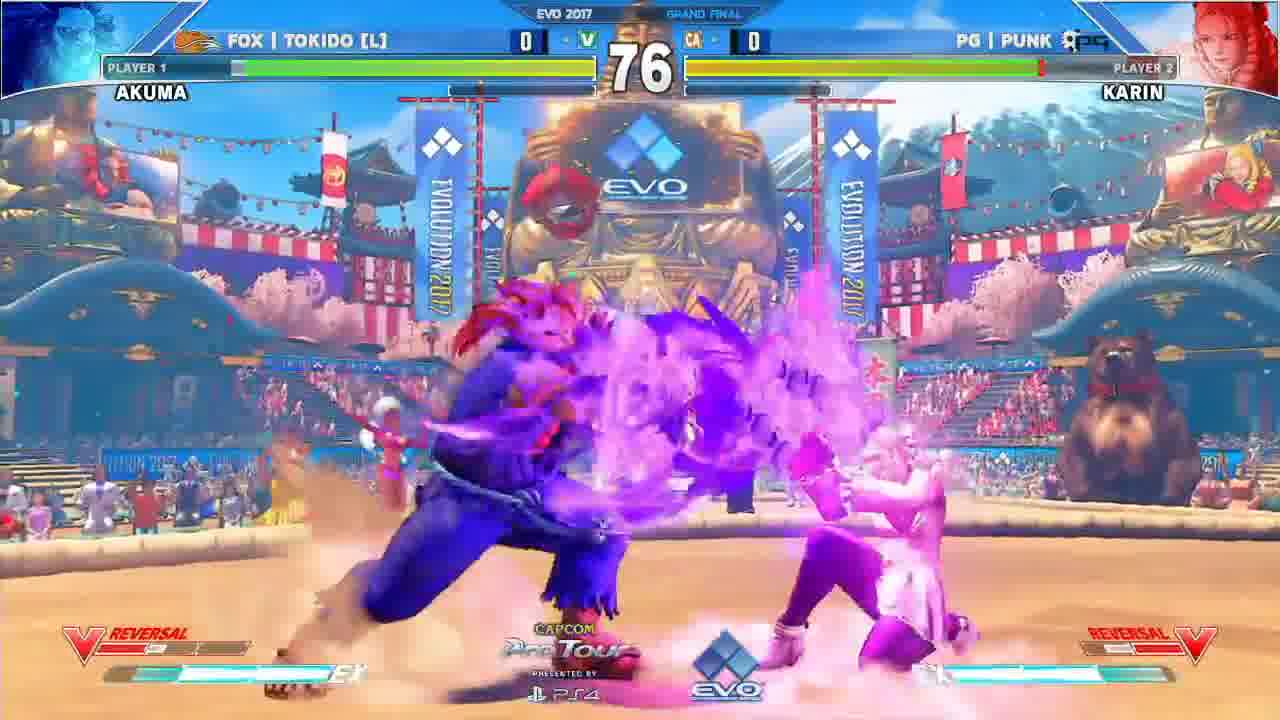 EVO 2017 GRAND FINAL
FOX | TOKIDO [L] 0 V 76 CA 0 PG | PUNK
PLAYER 1 PLAYER 2
AKUMA KARIN
EVO
EVOLUTION 2017
EVOLUTION 2017
REVERSAL
REVERSAL
EX
CAPCOM
Pro Tour
PRESENTED BY
PS4
EVO